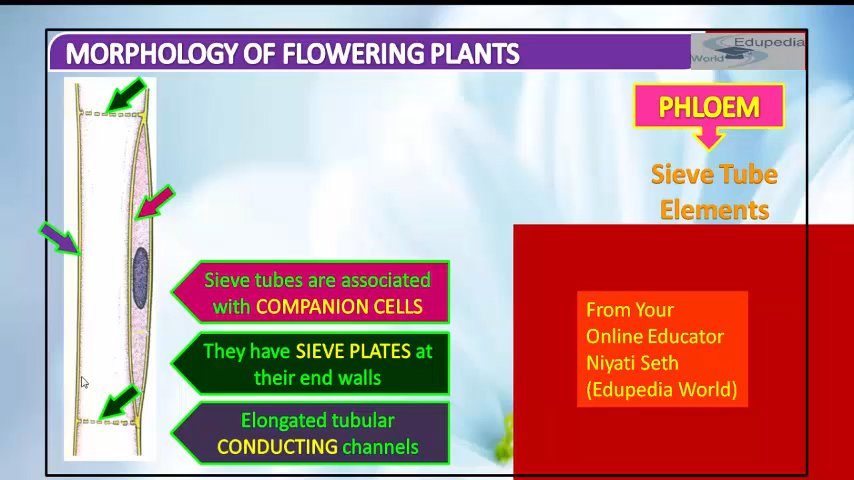 MORPHOLOGY OF FLOWERING PLANTS
Edupedia
World
PHLOEM
Sieve Tube
Elements
Sieve tubes are associated
with COMPANION CELLS
They have SIEVE PLATES at
their end walls
Elongated tubular
CONDUCTING channels
From Your
Online Educator
Niyati Seth
(Edupedia World)